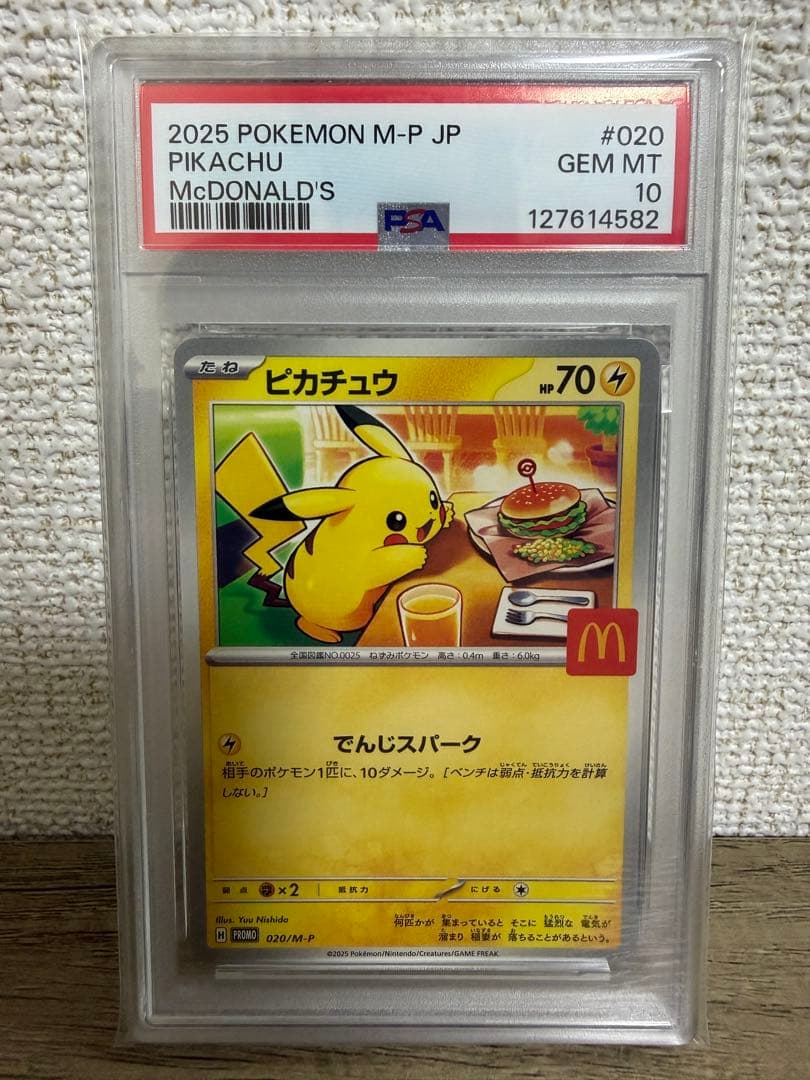 2025 POKEMON M-P JP #020
PIKACHU GEM MT
McDONALD'S 10
127614582
PSA
たね ピカチュウ HP70
M
全国図鑑NO.0025 ねずみポケモン 高さ:0.4m 重さ:6.0kg
でんじスパーク
相手のポケモン1匹に、10ダメージ。[ベンチは弱点・抵抗力を計算
しない。]
弱点 ×2 抵抗力 にげる
Illus. Yuu Nishida
何匹かが 集まっていると そこに 猛烈な 電気が
溜まり 稲妻が 落ちることがあるという。
H PROMO 020/M-P
©2025 Pokémon/Nintendo/Creatures/GAME FREAK.